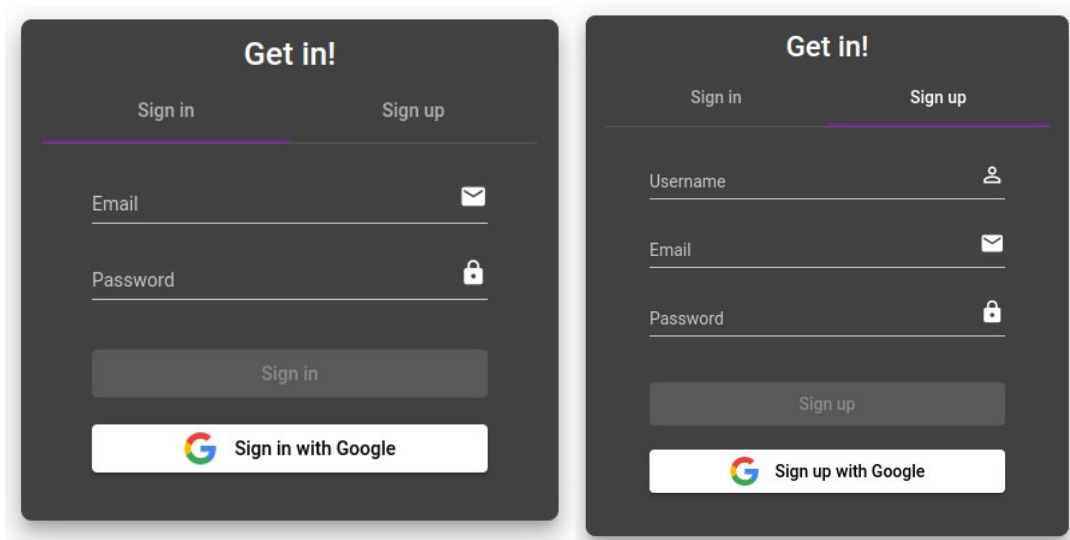 Get in!
Sign in Sign up
Email
Password
Sign in
Sign in with Google
Get in!
Sign in Sign up
Username
Email
Password
Sign up
Sign up with Google